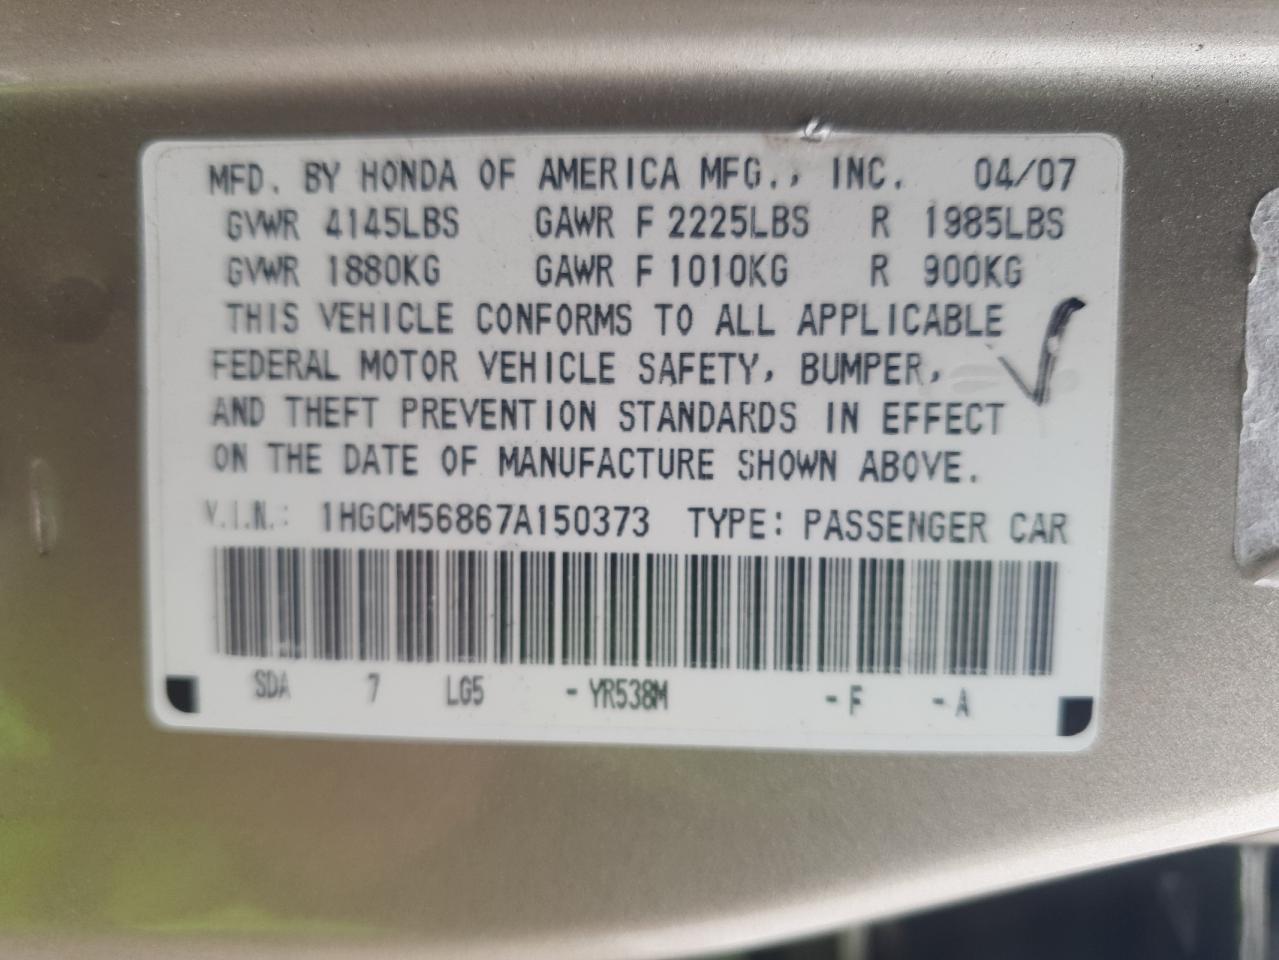 MFD. BY HONDA OF AMERICA MFG., INC. 04/07
GVWR 4145LBS GAWR F 2225LBS R 1985LBS
GVWR 1880KG GAWR F 1010KG R 900KG
THIS VEHICLE CONFORMS TO ALL APPLICABLE
FEDERAL MOTOR VEHICLE SAFETY, BUMPER,
AND THEFT PREVENTION STANDARDS IN EFFECT
ON THE DATE OF MANUFACTURE SHOWN ABOVE.
V.I.N.: 1HGCM56867A150373 TYPE: PASSENGER CAR
SDA 7 LG5 - YR538M - F - A